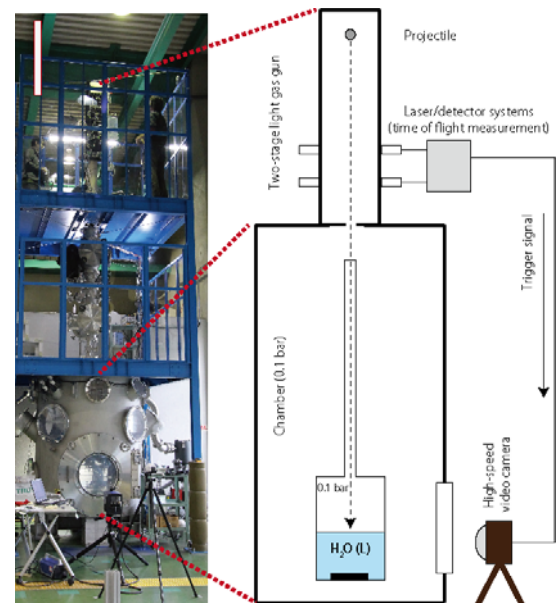 Projectile
Two-stage light gas gun
Laser/detector systems
(time of flight measurement)
Trigger signal
Chamber (0.1 bar)
0.1 bar
High-speed
video camera
H₂O (L)